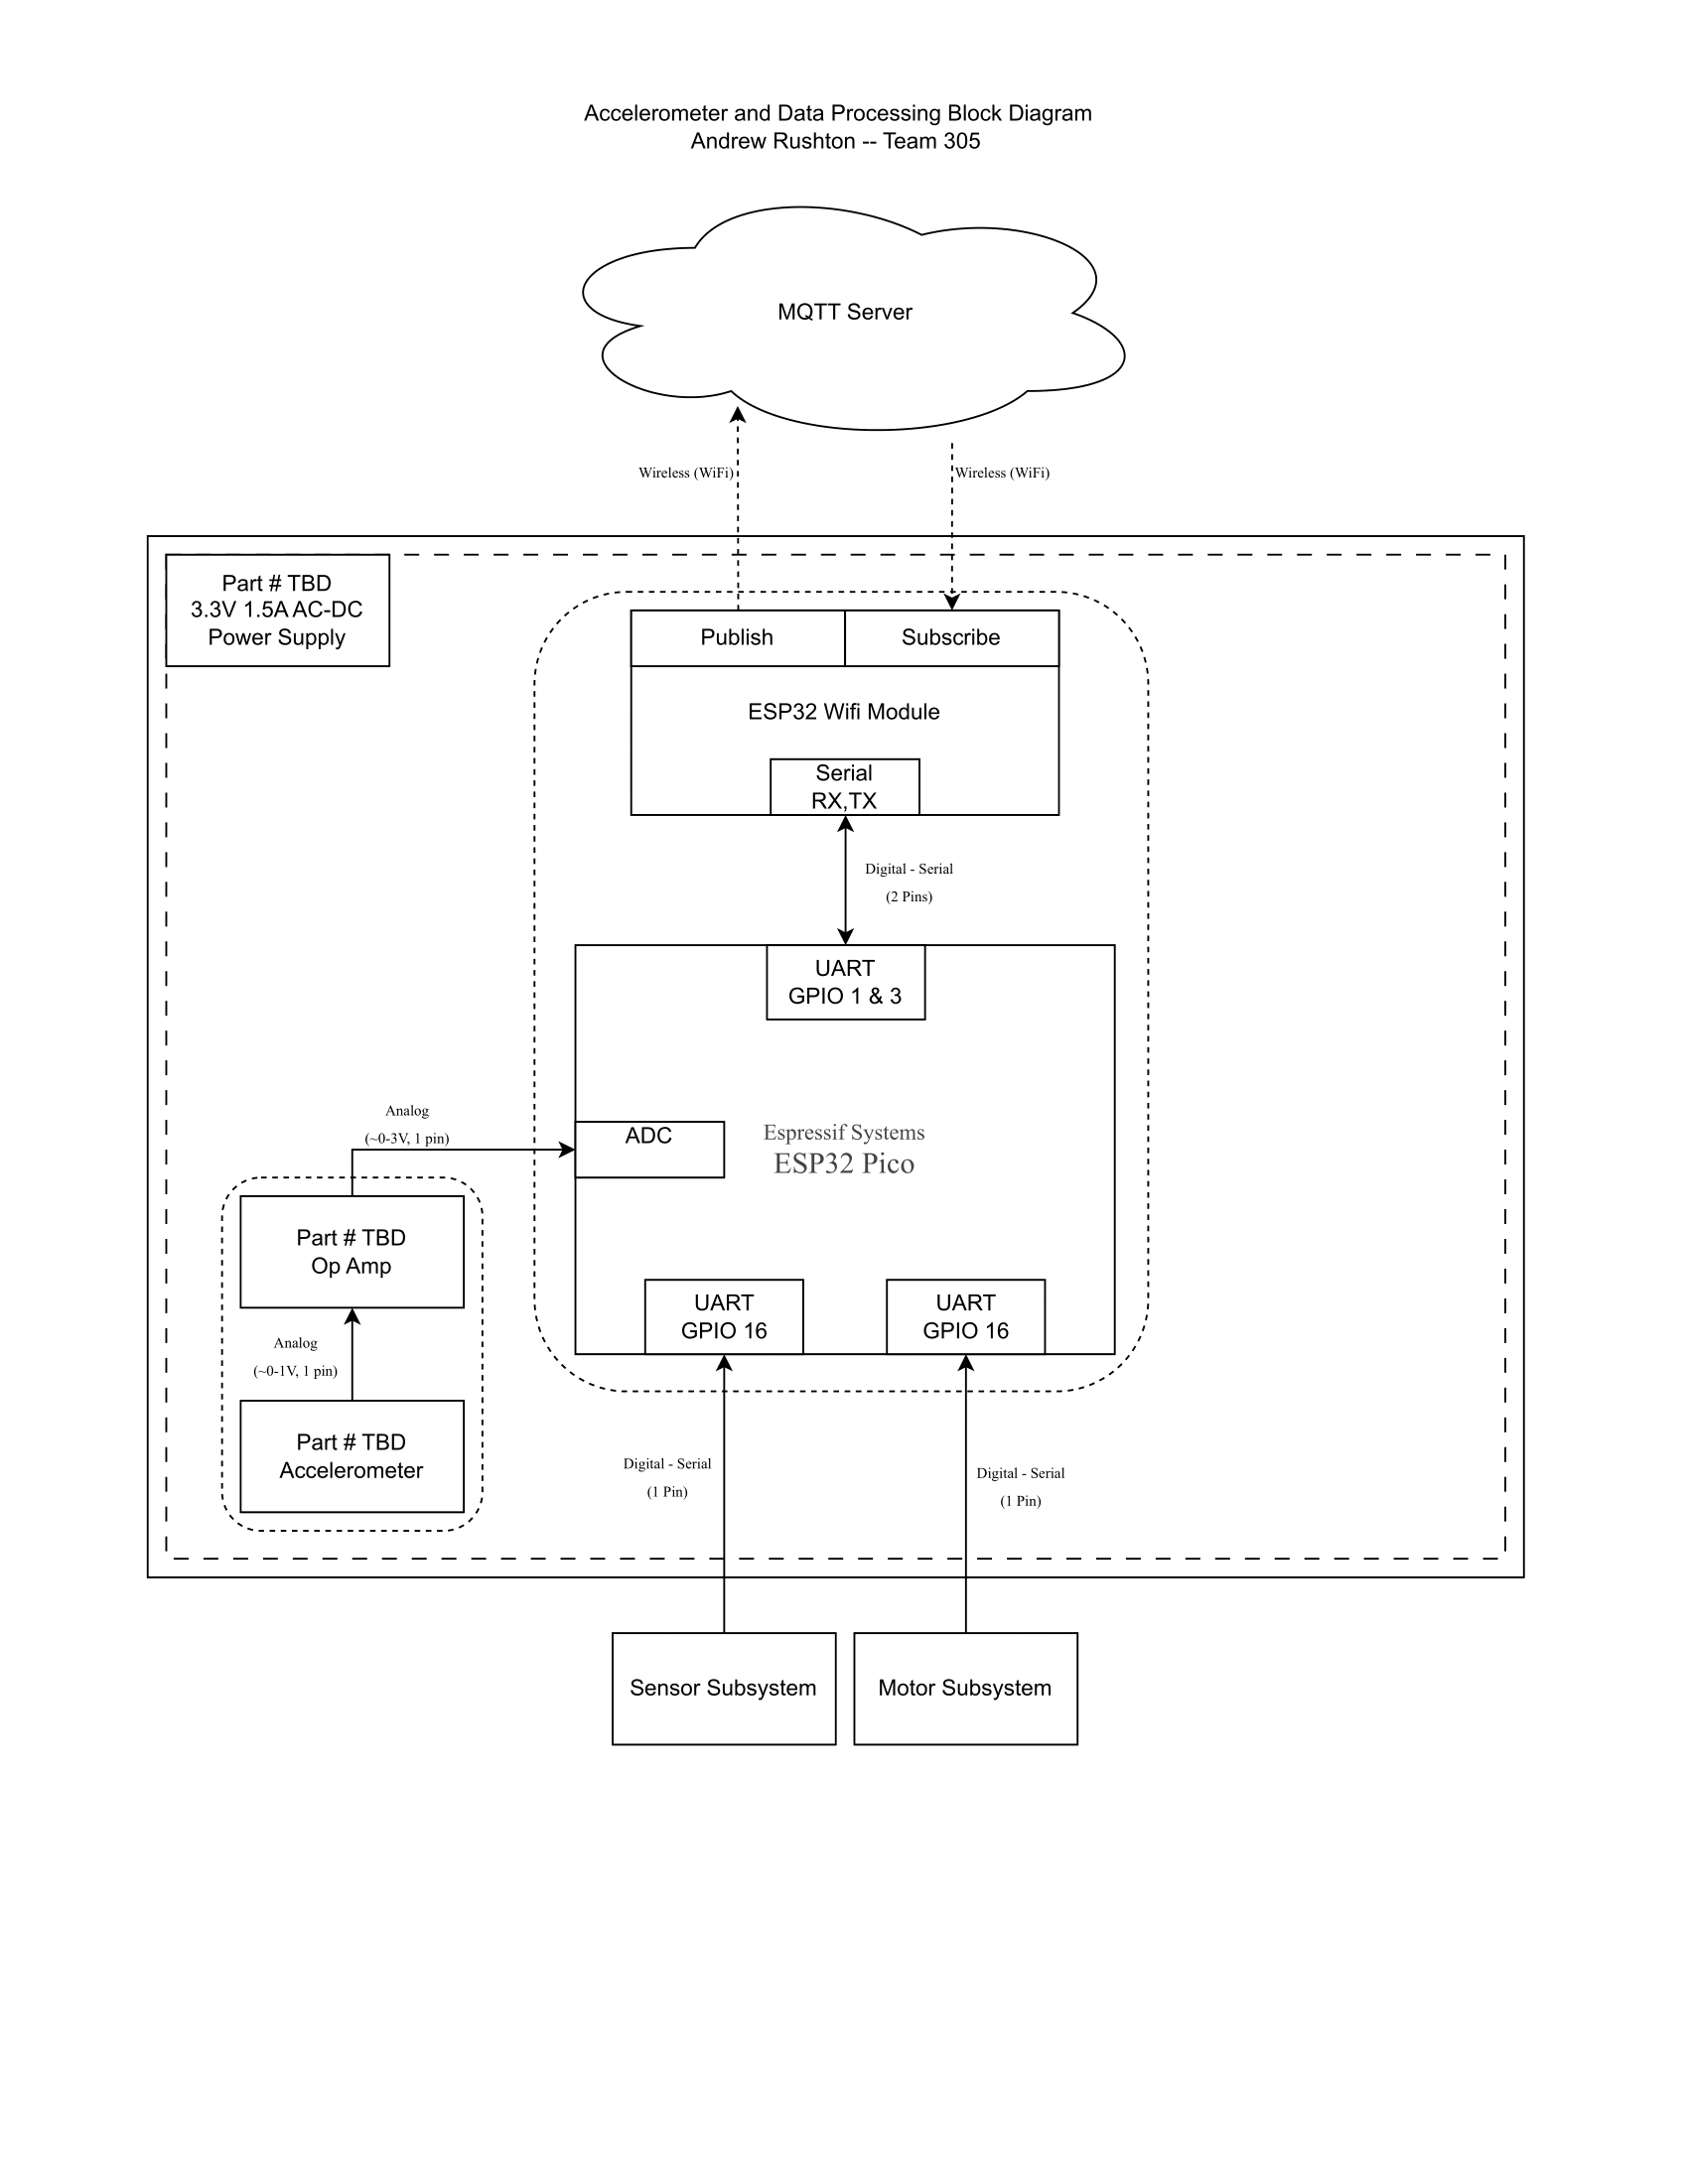 Accelerometer and Data Processing Block Diagram
Andrew Rushton -- Team 305
MQTT Server
Wireless (WiFi)
Wireless (WiFi)
Part # TBD
3.3V 1.5A AC-DC
Power Supply
Publish
Subscribe
ESP32 Wifi Module
Serial
RX,TX
Digital - Serial
(2 Pins)
UART
GPIO 1 & 3
Analog
(~0-3V, 1 pin)
ADC
Espressif Systems
ESP32 Pico
Part # TBD
Op Amp
UART
GPIO 16
UART
GPIO 16
Analog
(~0-1V, 1 pin)
Part # TBD
Accelerometer
Digital - Serial
(1 Pin)
Digital - Serial
(1 Pin)
Sensor Subsystem
Motor Subsystem